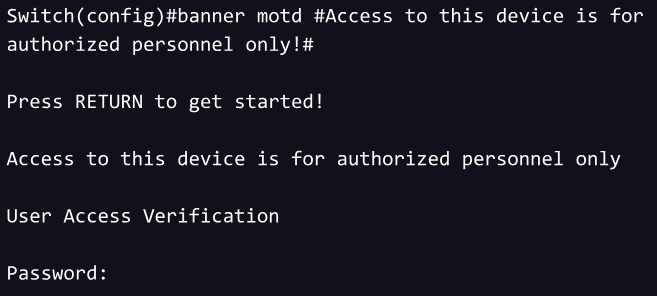 Switch(config)#banner motd #Access to this device is for
authorized personnel only!#
Press RETURN to get started!
Access to this device is for authorized personnel only
User Access Verification
Password: